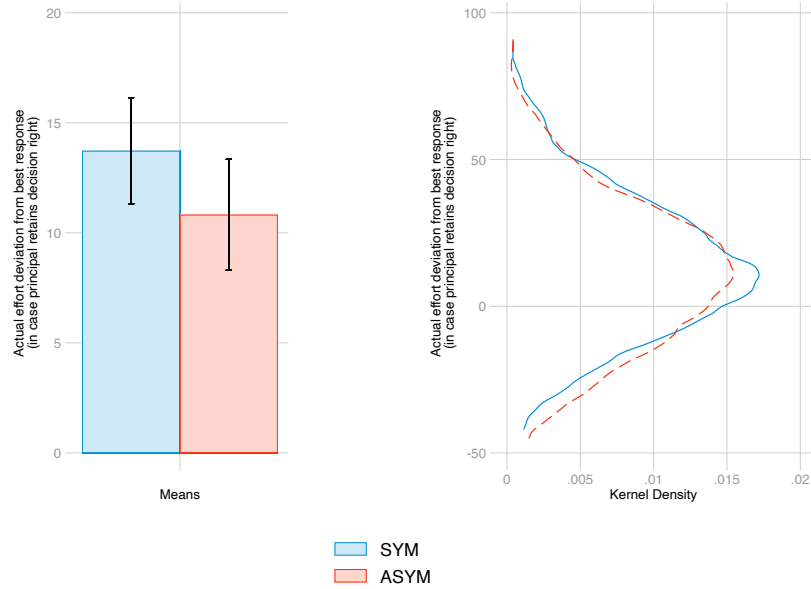 Actual effort deviation from best response
(in case principal retains decision right)
20
15
10
5
0
Means
Actual effort deviation from best response
(in case principal retains decision right)
100
50
0
-50
0 .005 .01 .015 .02
Kernel Density
SYM
ASYM